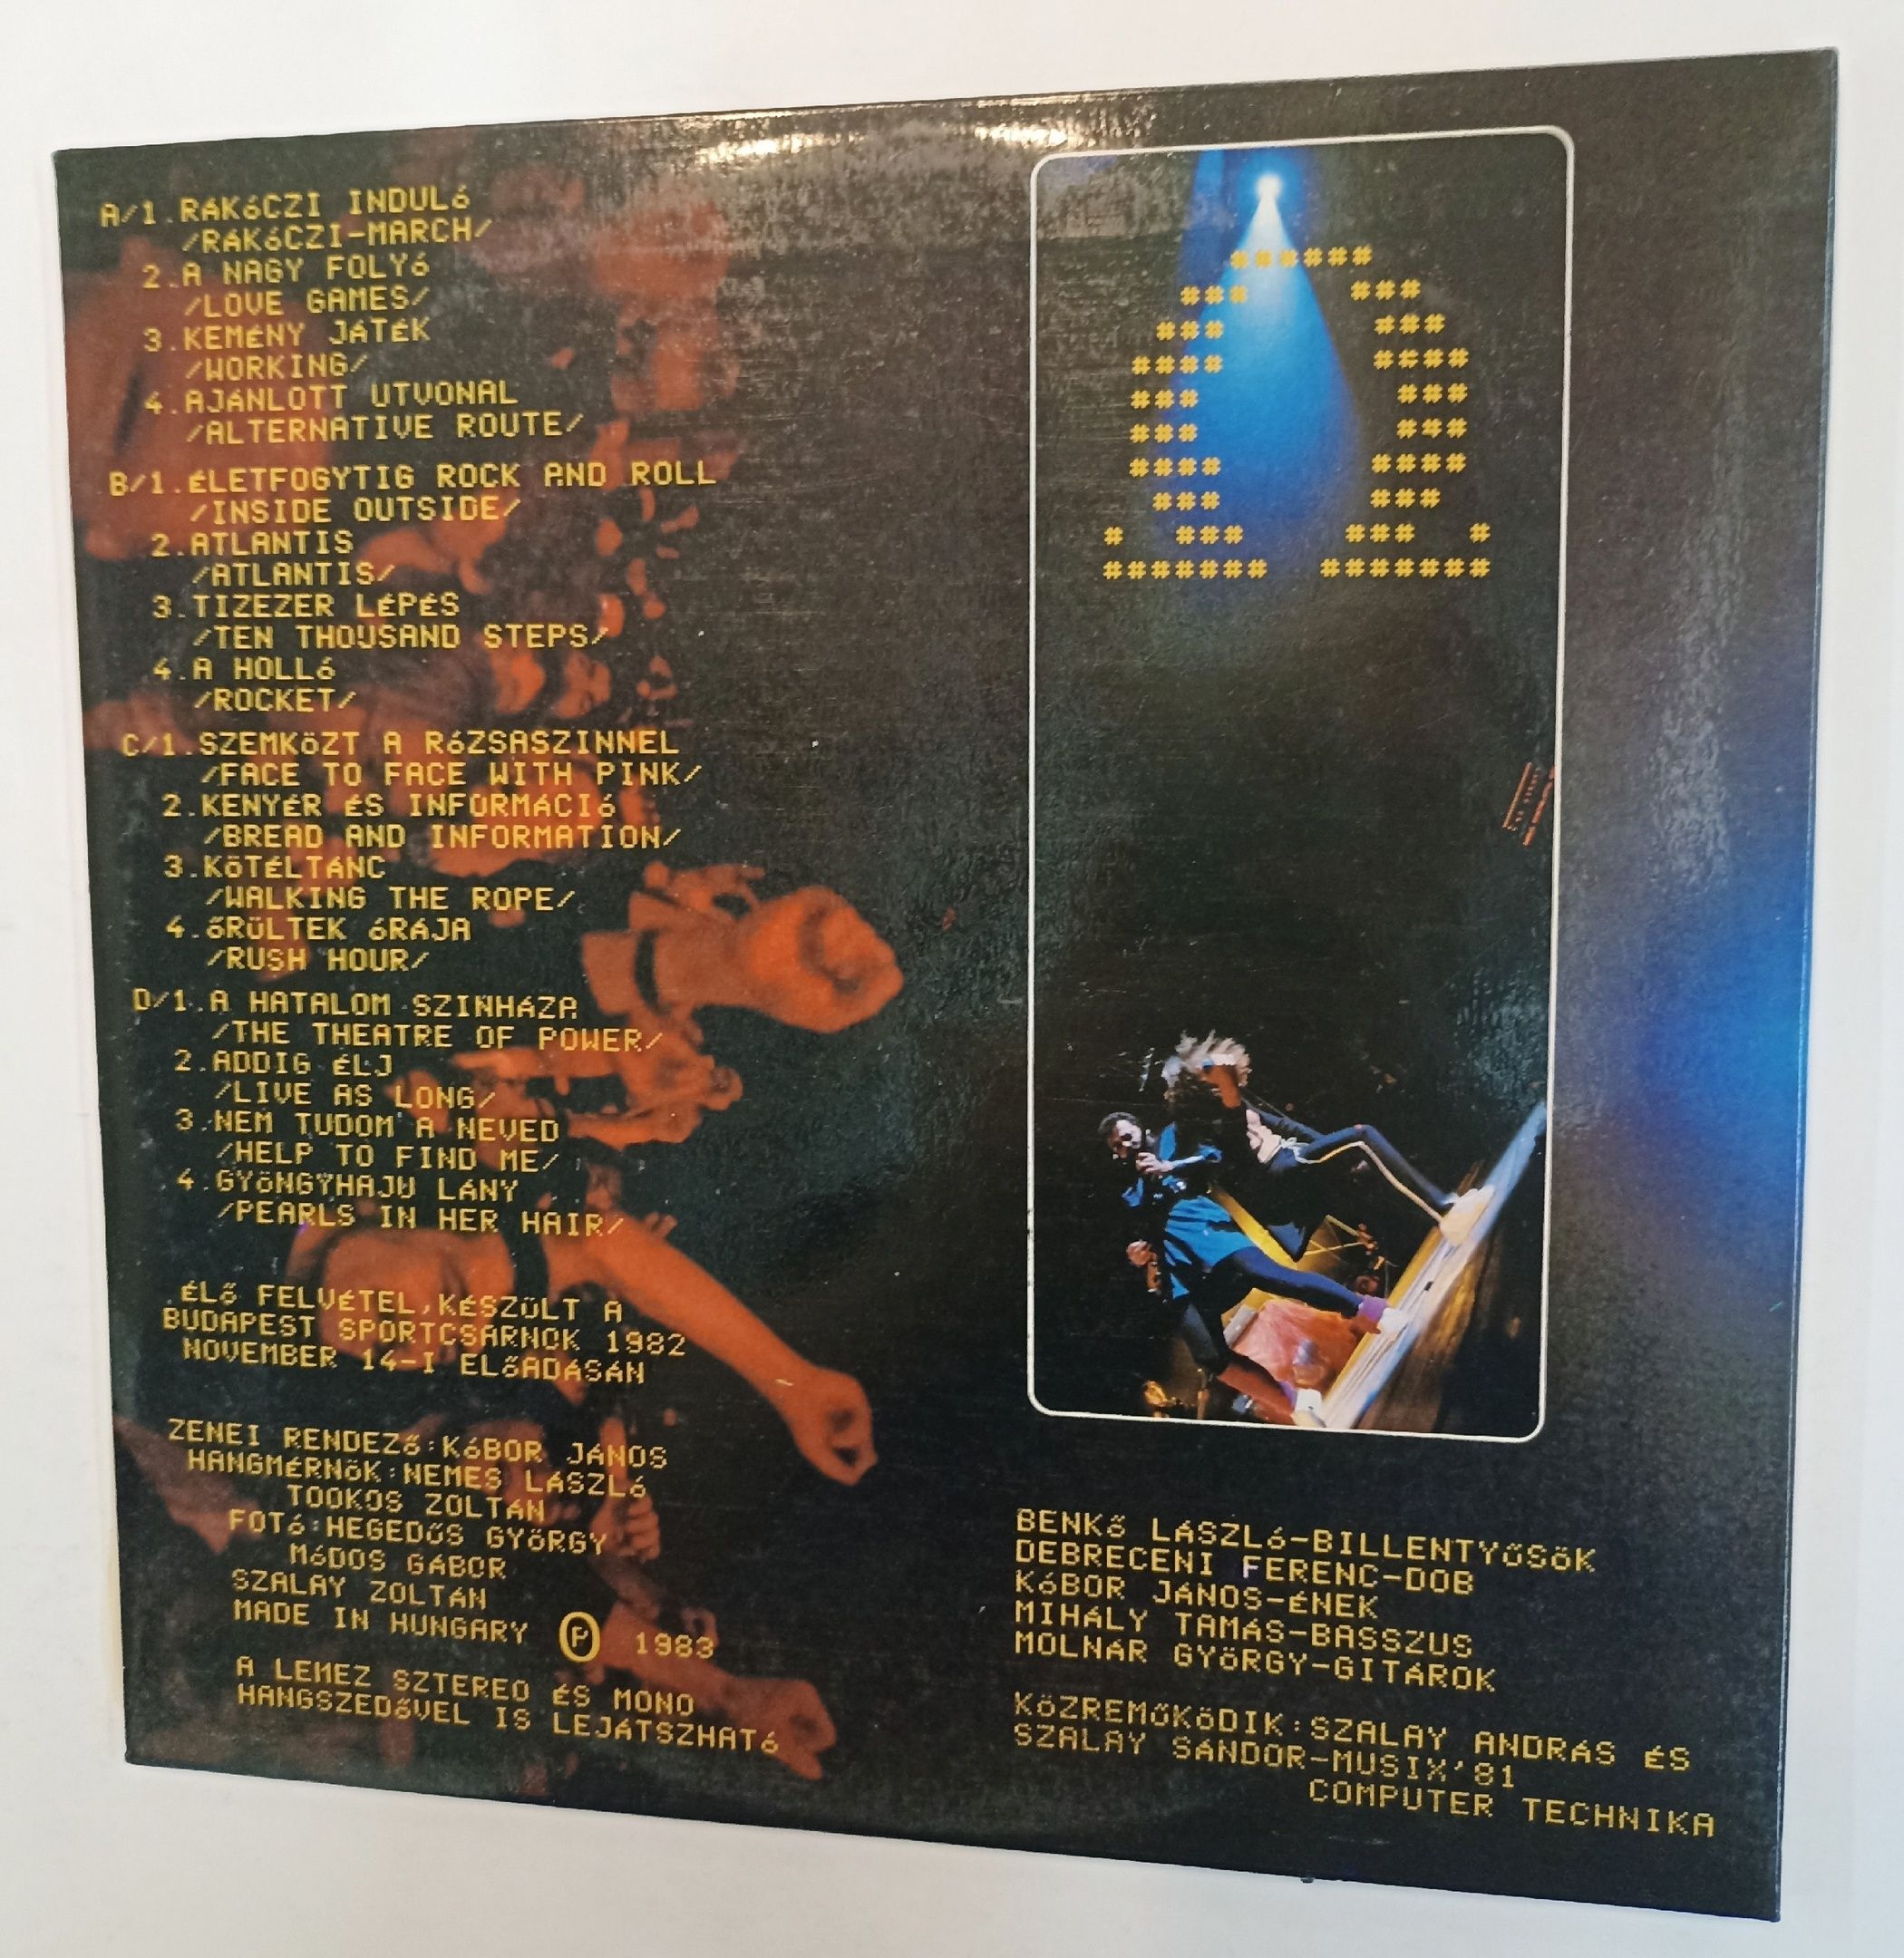 A/1.RÁKÓCZI INDULÓ
/RÁKÓCZI-MARCH/
2.A NAGY FOLYÓ
/LOVE GAMES/
3.KEMÉNY JÁTÉK
/WORKING/
4.AJÁNLOTT UTVONAL
/ALTERNATIVE ROUTE/
B/1.ÉLETFOGYTIG ROCK AND ROLL
/INSIDE OUTSIDE/
2.ATLANTIS
/ATLANTIS/
3.TIZEZER LÉPÉS
/TEN THOUSAND STEPS/
4.A HOLLÓ
/ROCKET/
C/1.SZEMKÖZT A RÓZSASZINNEL
/FACE TO FACE WITH PINK/
2.KENYÉR ÉS INFORMÁCIÓ
/BREAD AND INFORMATION/
3.KÖTÉLTÁNC
/WALKING THE ROPE/
4.ŐRÜLTEK ÓRÁJA
/RUSH HOUR/
D/1.A HATALOM SZINHÁZA
/THE THEATRE OF POWER/
2.ADDIG ÉLJ
/LIVE AS LONG/
3.NEM TUDOM A NEVED
/HELP TO FIND ME/
4.GYÖNGYHAJU LÁNY
/PEARLS IN HER HAIR/
ÉLŐ FELVÉTEL,KÉSZÜLT A
BUDAPEST SPORTCSARNOK 1982
NOVEMBER 14-I ELŐADÁSÁN
ZENEI RENDEZŐ:KÓBOR JÁNOS
HANGMÉRNÖK:NEMES LÁSZLÓ
TOOKOS ZOLTÁN
FOTÓ:HEGEDŰS GYÖRGY
MÓDOS GÁBOR
SZALAY ZOLTÁN
MADE IN HUNGARY Ⓟ 1983
A LEMEZ SZTEREO ÉS MONO
HANGSZEDŐVEL IS LEJÁTSZHATÓ
######
### ###
### ###
#### ####
### ###
### ###
#### ####
### ###
# ### ### #
####### #######
BENKŐ LÁSZLÓ-BILLENTYŰSÖK
DEBRECENI FERENC-DOB
KÓBOR JÁNOS-ÉNEK
MIHÁLY TAMÁS-BASSZUS
MOLNÁR GYÖRGY-GITÁROK
KÖZREMŰKÖDIK:SZALAY ANDRÁS ÉS
SZALAY SÁNDOR-MUSIX'81
COMPUTER TECHNIKA